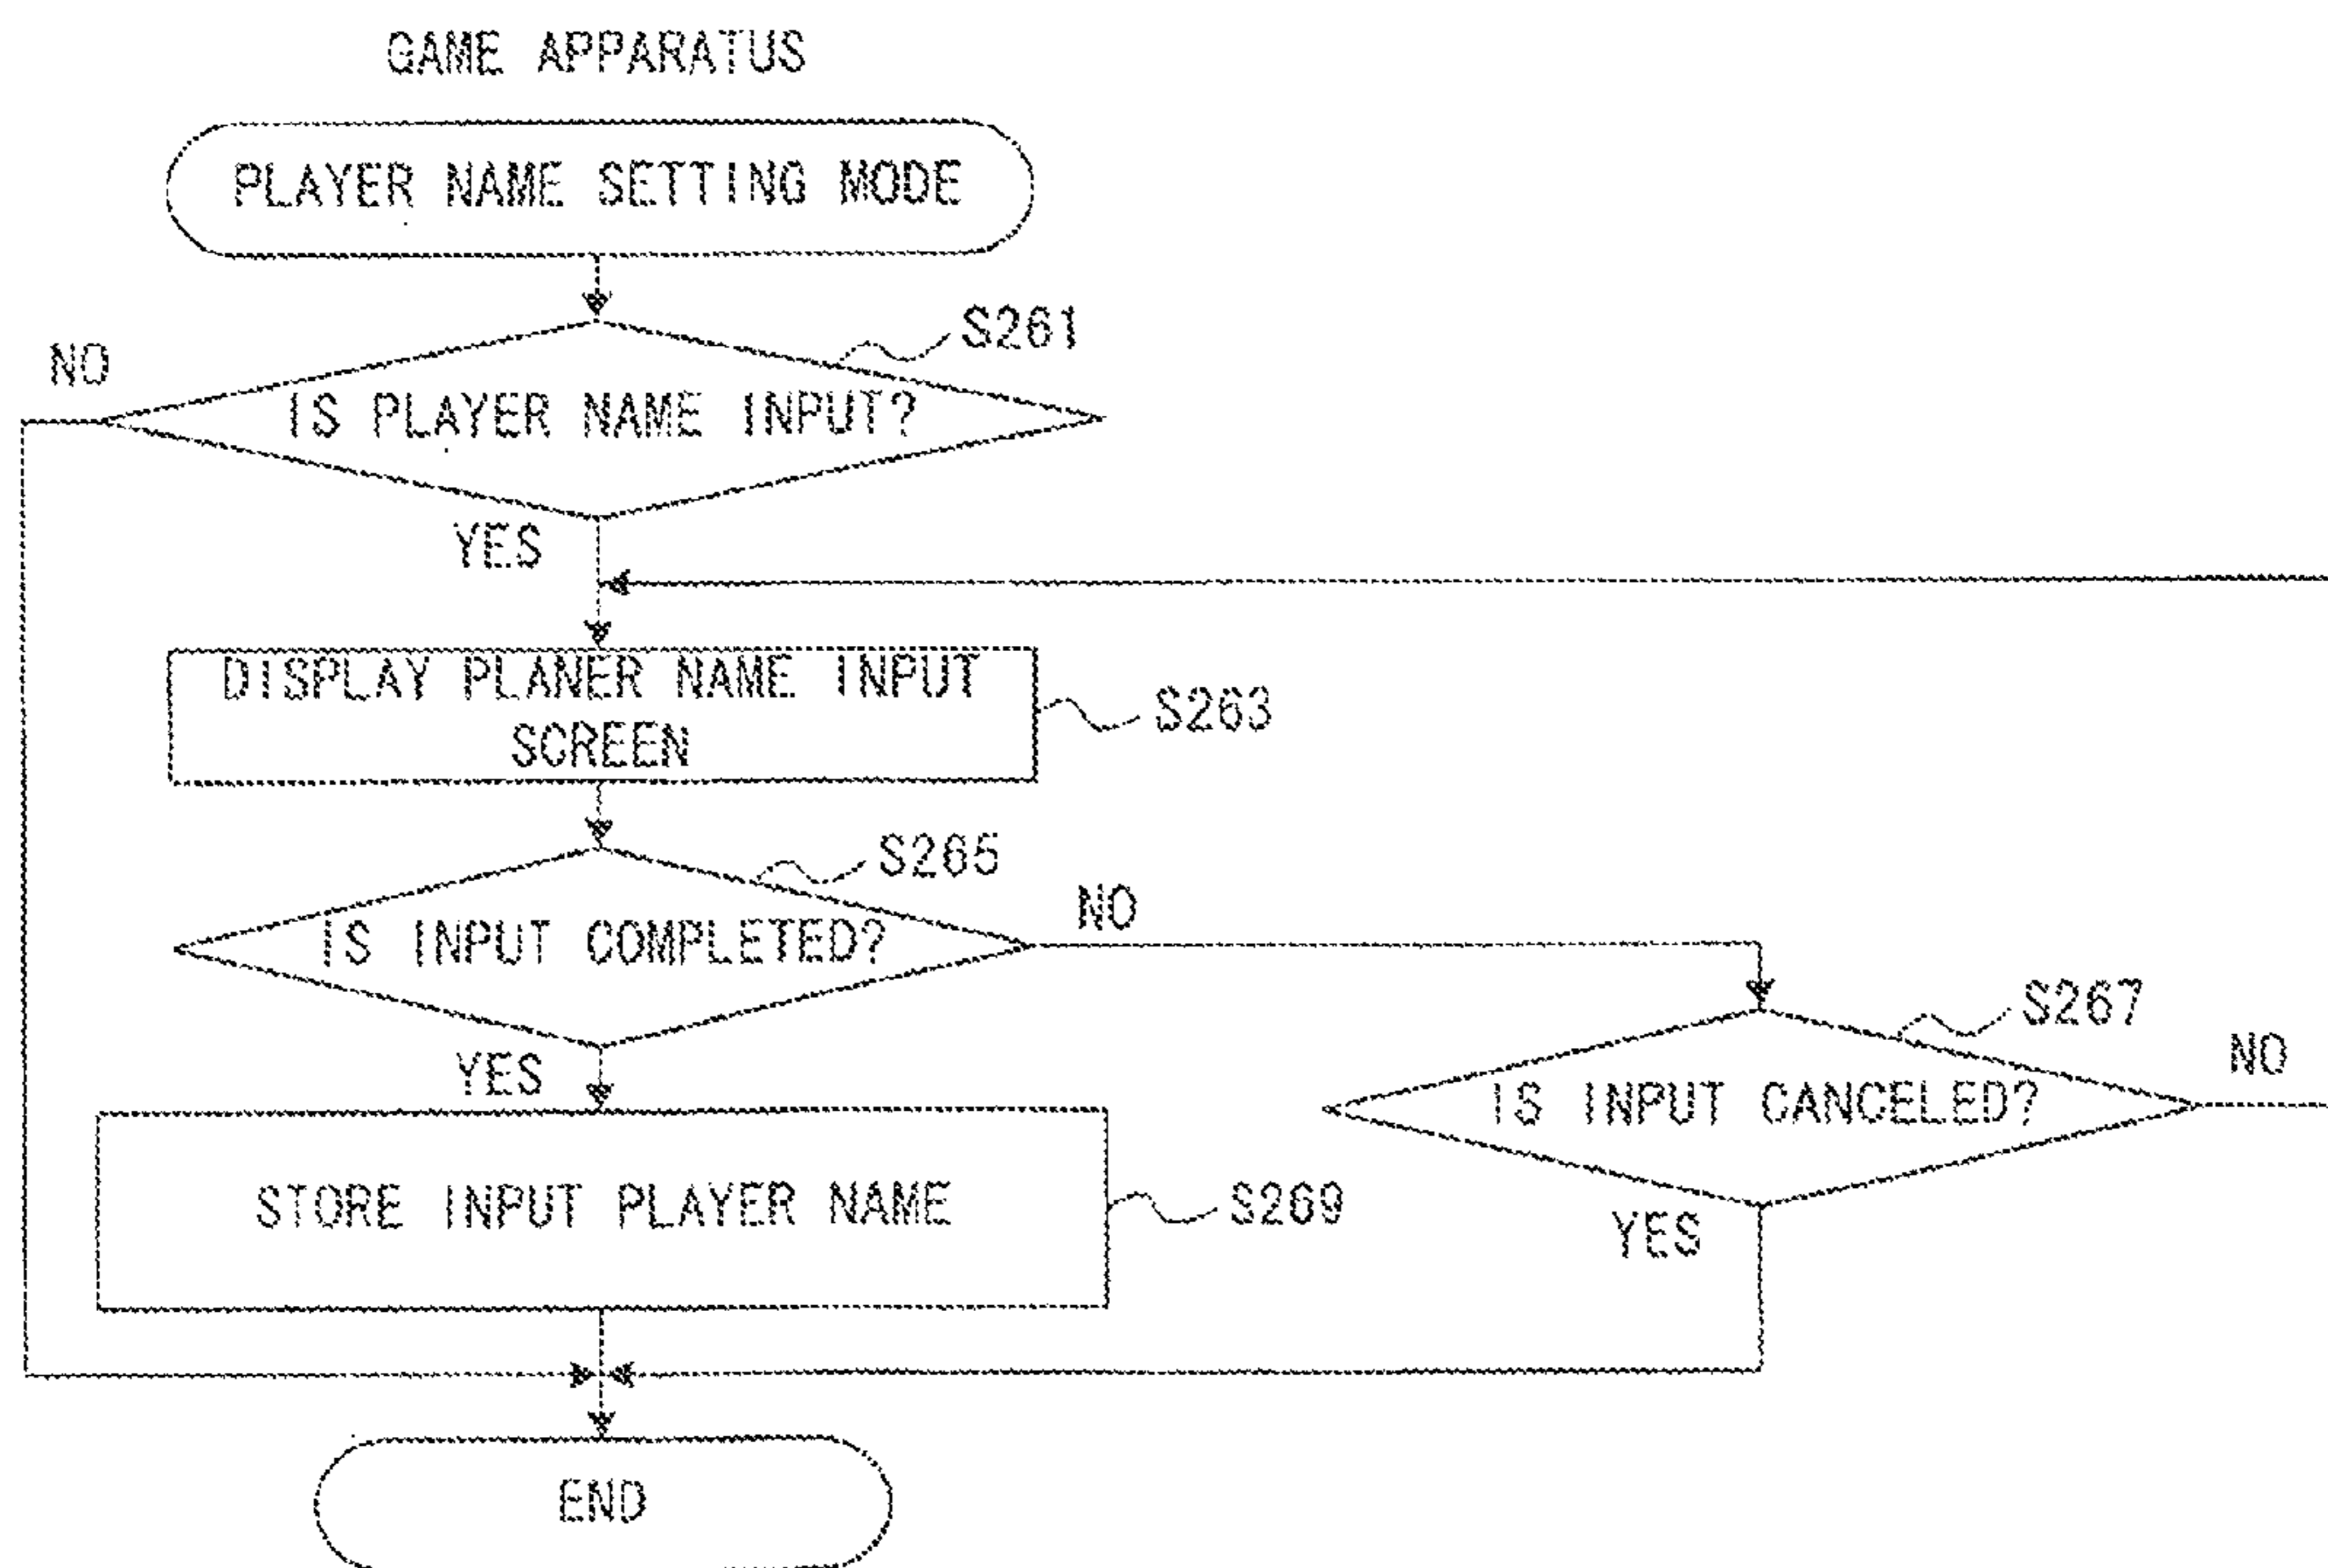 GAME APPARATUS
PLAYER NAME SETTING MODE
S261
NO
IS PLAYER NAME INPUT?
YES
DISPLAY PLANER NAME INPUT
SCREEN
S263
S265
NO
IS INPUT COMPLETED?
S267
NO
YES
IS INPUT CANCELED?
STORE INPUT PLAYER NAME
S269
YES
END